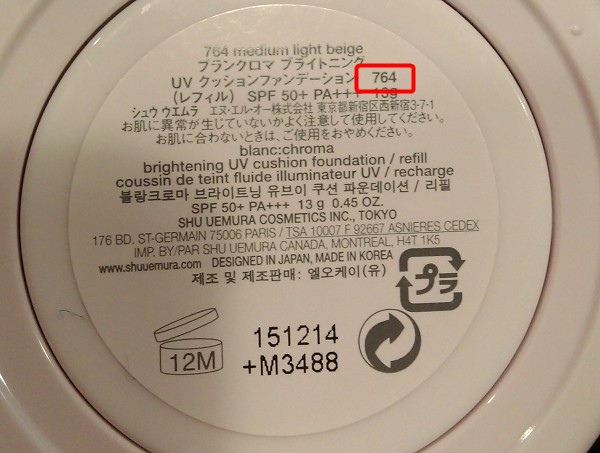 764 medium light beige
ブランクロマ ブライトニング
UV クッションファンデーション 764
（レフィル） SPF 50+ PA+++ 13g
シュウ ウエムラ エヌ・エル・オー株式会社 東京都新宿区西新宿3-7-1
お肌に異常が生じていないかよく注意して使用してください。
お肌に合わないときは、ご使用をおやめください。
blanc:chroma
brightening UV cushion foundation / refill
coussin de teint fluide illuminateur UV / recharge
블랑크로마 브라이트닝 유브이 쿠션 파운데이션 / 리필
SPF 50+ PA+++ 13 g 0.45 OZ.
SHU UEMURA COSMETICS INC., TOKYO
176 BD. ST-GERMAIN 75006 PARIS / TSA 10007 F 92667 ASNIERES CEDEX
IMP. BY/PAR SHU UEMURA CANADA, MONTREAL, H4T 1K5
www.shuuemura.com DESIGNED IN JAPAN, MADE IN KOREA
제조 및 제조판매: 엘오케이(유)
プラ
12M
151214
+M3488